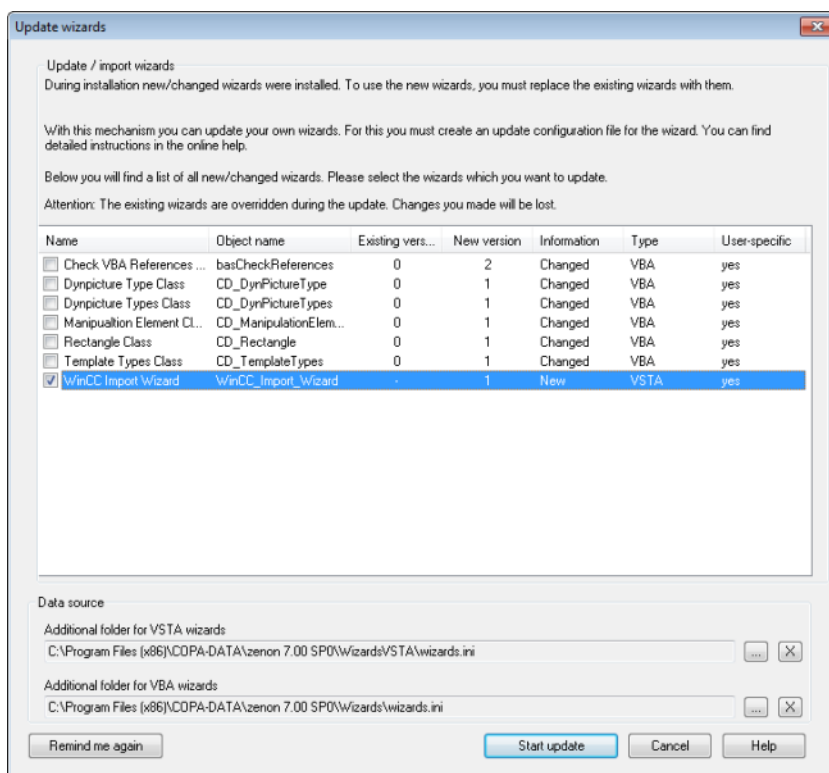 Update wizards
Update / import wizards
During installation new/changed wizards were installed. To use the new wizards, you must replace the existing wizards with them.
With this mechanism you can update your own wizards. For this you must create an update configuration file for the wizard. You can find
detailed instructions in the online help.
Below you will find a list of all new/changed wizards. Please select the wizards which you want to update.
Attention: The existing wizards are overridden during the update. Changes you made will be lost.
Name Object name Existing vers... New version Information Type User-specific
Check VBA References ... basCheckReferences 0 2 Changed VBA yes
Dynpicture Type Class CD_DynPictureType 0 1 Changed VBA yes
Dynpicture Types Class CD_DynPictureTypes 0 1 Changed VBA yes
Manipualtion Element Cl... CD_ManipulationElem... 0 1 Changed VBA yes
Rectangle Class CD_Rectangle 0 1 Changed VBA yes
Template Types Class CD_TemplateTypes 0 1 Changed VBA yes
WinCC Import Wizard WinCC_Import_Wizard - 1 New VSTA yes
Data source
Additional folder for VSTA wizards
C:\Program Files (x86)\COPA-DATA\zenon 7.00 SP0\WizardsVSTA\wizards.ini ... X
Additional folder for VBA wizards
C:\Program Files (x86)\COPA-DATA\zenon 7.00 SP0\Wizards\wizards.ini ... X
Remind me again Start update Cancel Help